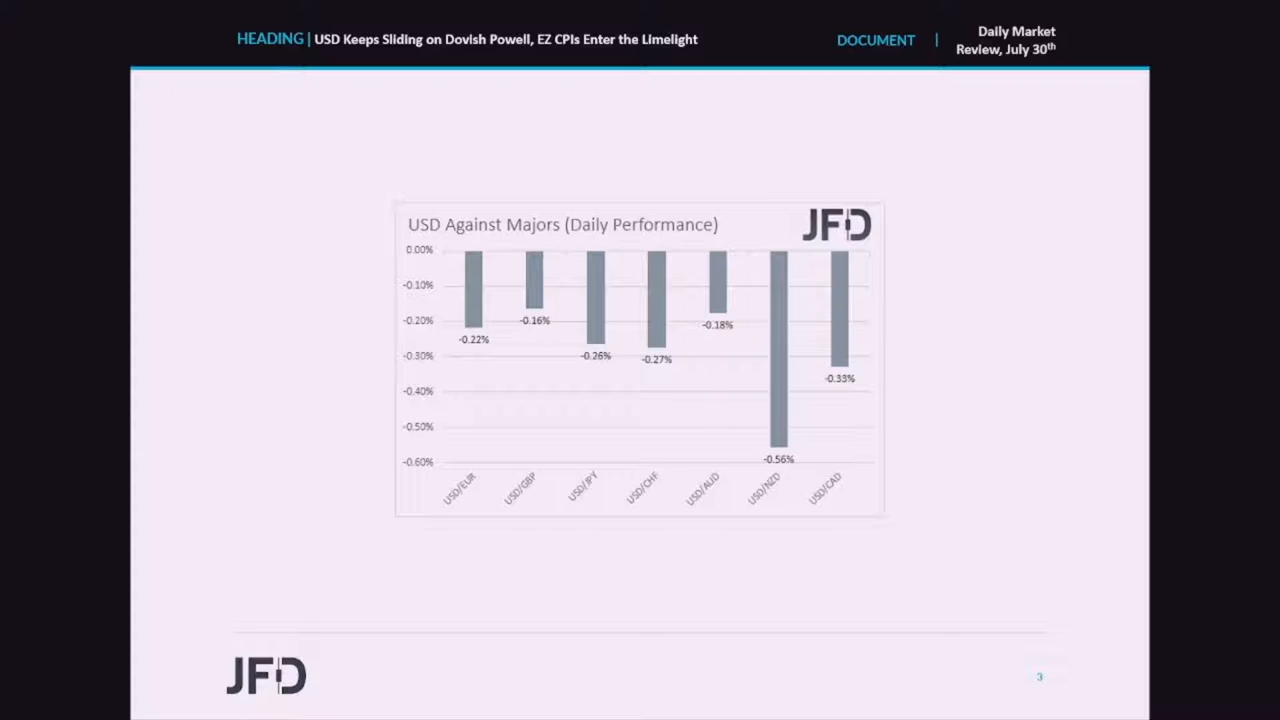 HEADING | USD Keeps Sliding on Dovish Powell, EZ CPIs Enter the Limelight
DOCUMENT | Daily Market
Review, July 30th
USD Against Majors (Daily Performance)
JFD
0.00%
-0.10%
-0.20%
-0.30%
-0.40%
-0.50%
-0.60%
-0.22%
-0.16%
-0.26%
-0.27%
-0.18%
-0.56%
-0.33%
USD/EUR
USD/GBP
USD/JPY
USD/CHF
USD/AUD
USD/NZD
USD/CAD
JFD
3